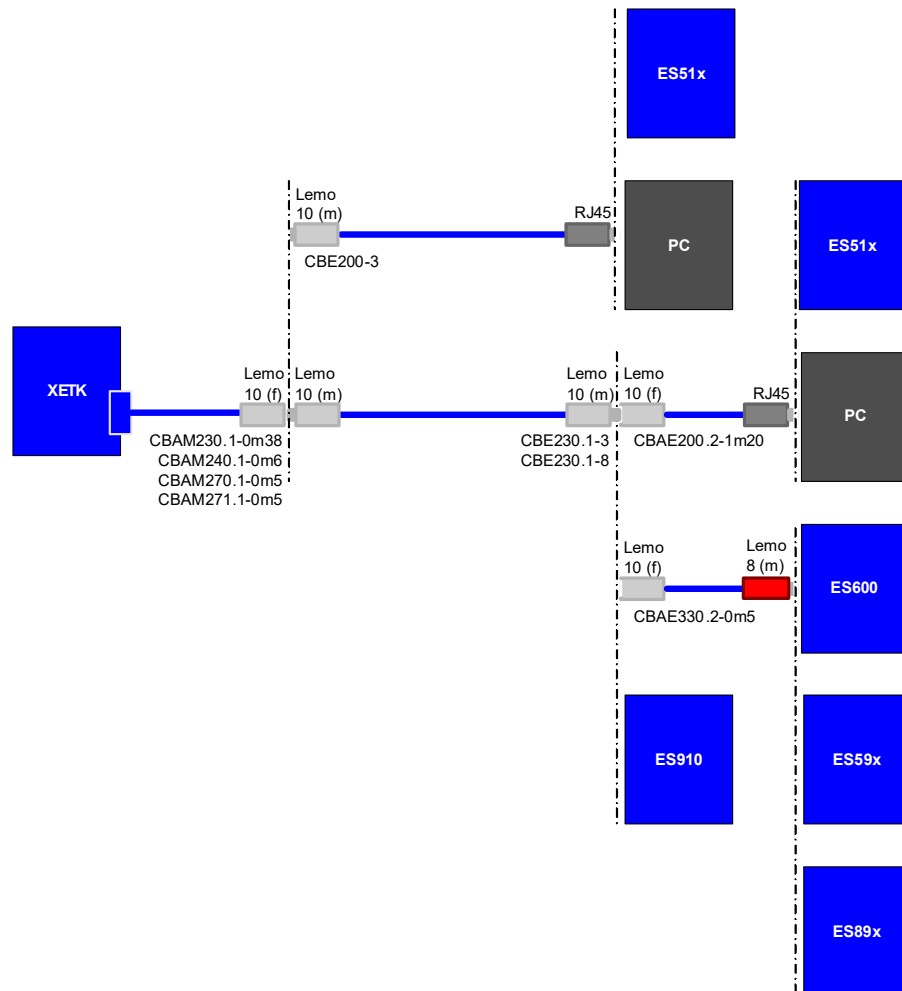 ES51x
Lemo
10 (m)
RJ45
CBE200-3
PC
ES51x
XETK
Lemo
10 (f)
Lemo
10 (m)
CBAM230.1-0m38
CBAM240.1-0m6
CBAM270.1-0m5
CBAM271.1-0m5
Lemo
10 (m)
CBE230.1-3
CBE230.1-8
Lemo
10 (f)
RJ45
CBAE200.2-1m20
PC
Lemo
10 (f)
Lemo
8 (m)
CBAE330.2-0m5
ES600
ES910
ES59x
ES89x